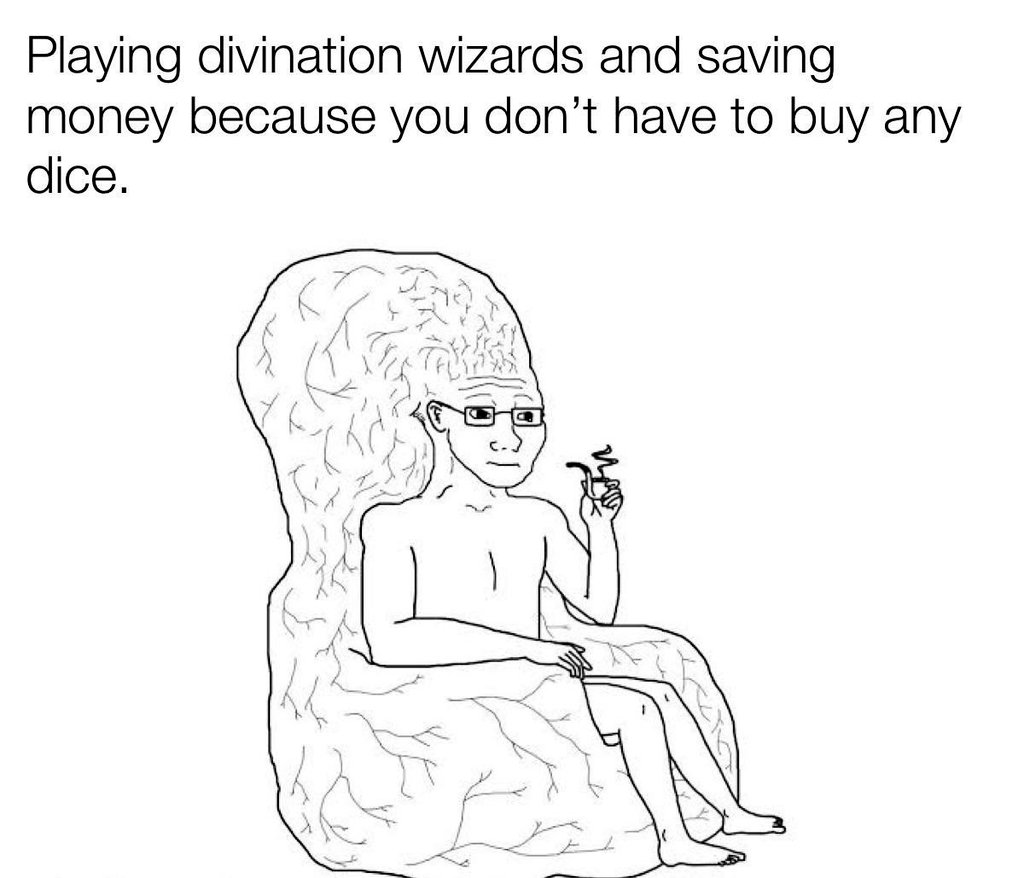 Playing divination wizards and saving
money because you don’t have to buy any
dice.